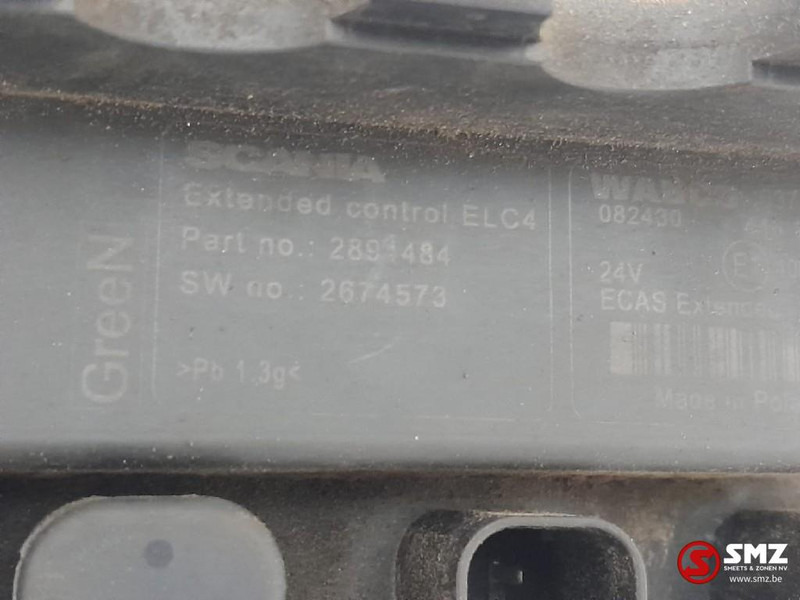 GreeN
SCANIA
Extended control ELC4
Part no.:
SW no.: 2674573
>Pb 1.3g<
WABCO
082430
24V
ECAS
Made in
SMZ
SMEETS & ZONEN NV
www.smz.be